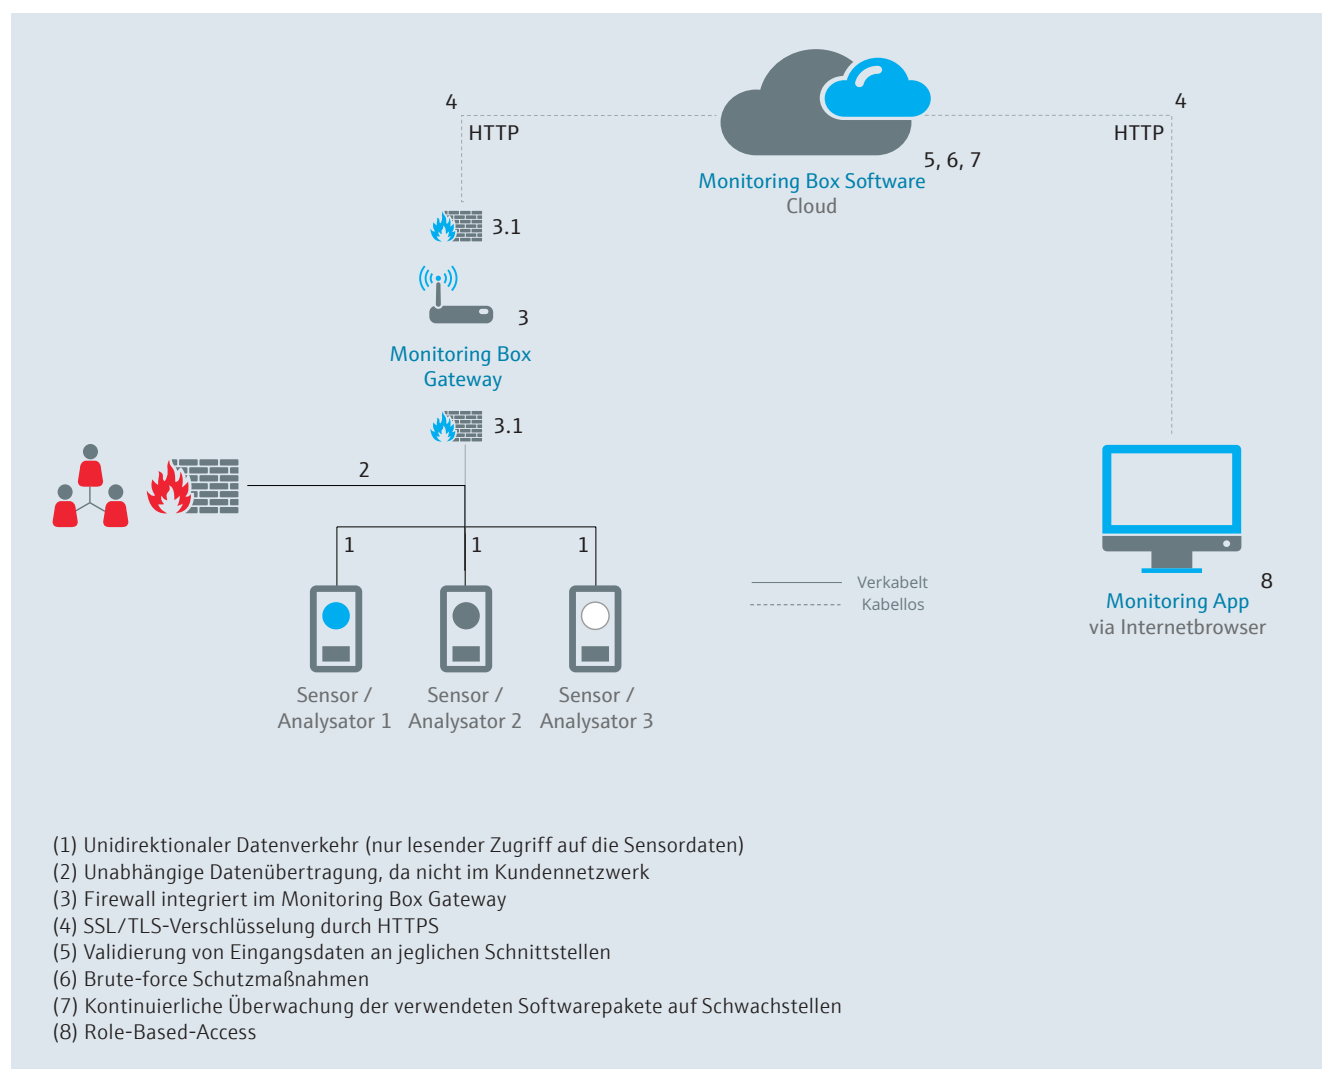 4
HTTP
4
HTTP
5, 6, 7
Monitoring Box Software
Cloud
3.1
3
Monitoring Box
Gateway
3.1
2
1
1
1
Sensor /
Analysator 1
Sensor /
Analysator 2
Sensor /
Analysator 3
Verkabelt
Kabellos
8
Monitoring App
via Internetbrowser
(1) Unidirektionaler Datenverkehr (nur lesender Zugriff auf die Sensordaten)
(2) Unabhängige Datenübertragung, da nicht im Kundennetzwerk
(3) Firewall integriert im Monitoring Box Gateway
(4) SSL/TLS-Verschlüsselung durch HTTPS
(5) Validierung von Eingangsdaten an jeglichen Schnittstellen
(6) Brute-force Schutzmaßnahmen
(7) Kontinuierliche Überwachung der verwendeten Softwarepakete auf Schwachstellen
(8) Role-Based-Access